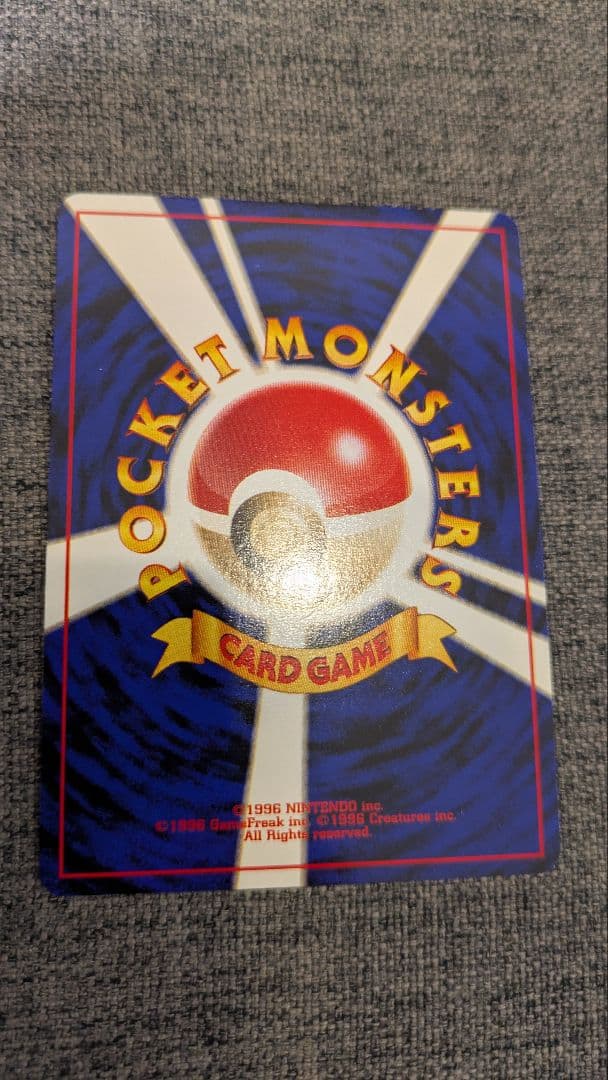 POCKET MONSTERS
CARD GAME
©1996 NINTENDO inc.
©1996 GameFreak inc. ©1996 Creatures inc.
All Rights reserved.